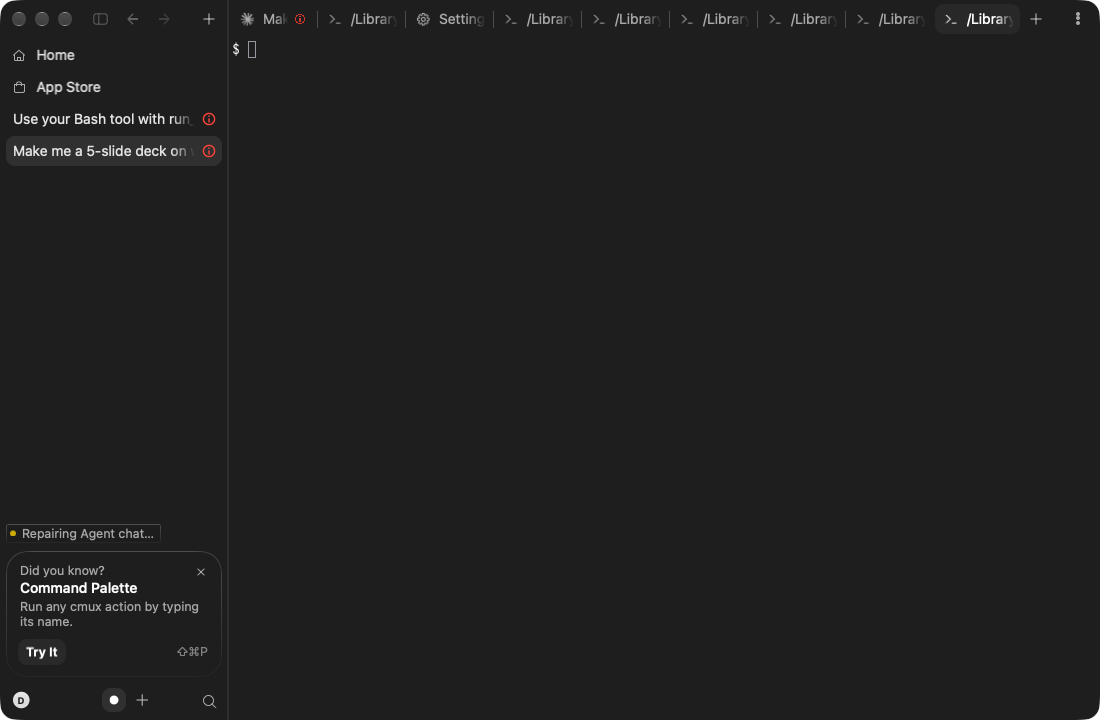 Mak
/Library
Setting
/Library
/Library
/Library
/Library
/Library
/Library
Home
App Store
Use your Bash tool with run_
Make me a 5-slide deck on
$
Repairing Agent chat...
Did you know?
Command Palette
Run any cmux action by typing
its name.
Try It
⇧⌘P
D